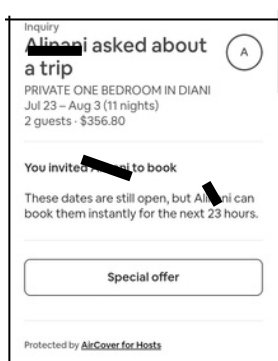 Inquiry
asked about
A
a trip
PRIVATE ONE BEDROOM IN DIANI
Jul 23 – Aug 3 (11 nights)
2 guests · $356.80
You invited to book
These dates are still open, but can
book them instantly for the next 23 hours.
Special offer
Protected by AirCover for Hosts